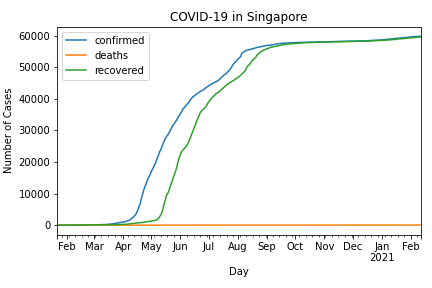 COVID-19 in Singapore
confirmed
deaths
recovered
Number of Cases
60000
50000
40000
30000
20000
10000
0
Feb Mar Apr May Jun Jul Aug Sep Oct Nov Dec Jan Feb
2021
Day